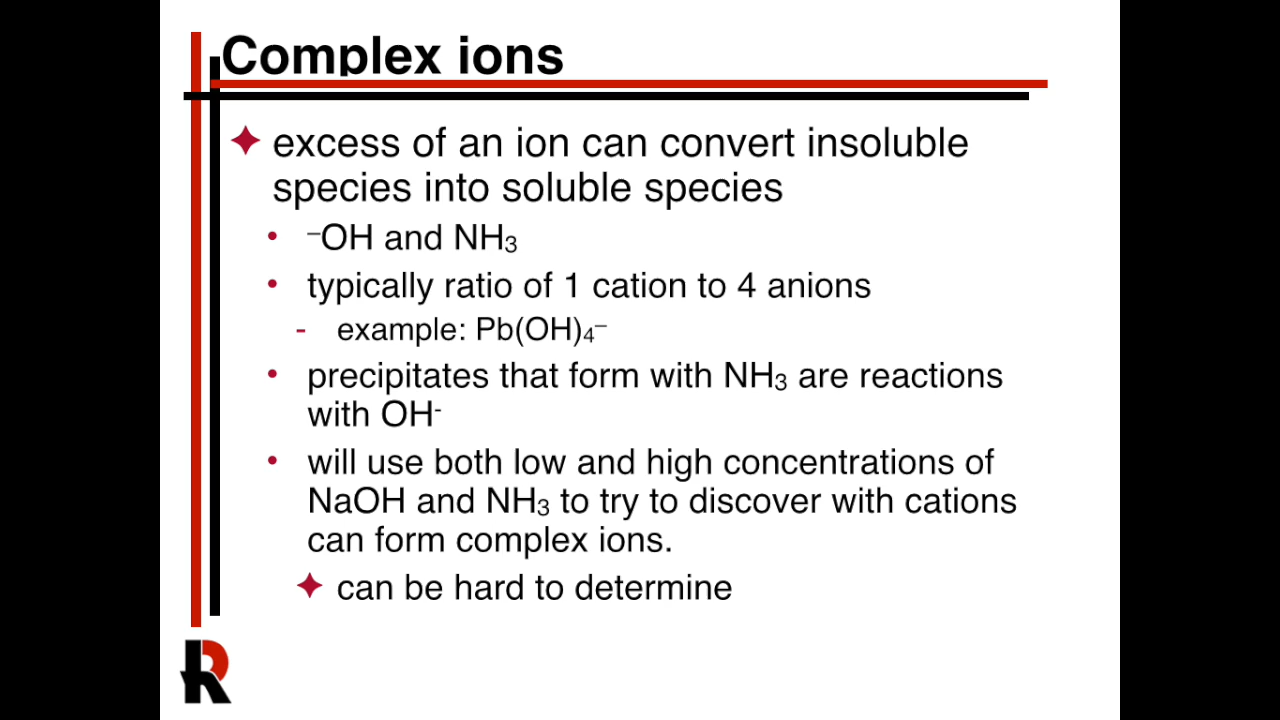 Complex ions
excess of an ion can convert insoluble
species into soluble species
• ⁻OH and NH₃
• typically ratio of 1 cation to 4 anions
- example: Pb(OH)₄⁻
• precipitates that form with NH₃ are reactions
with OH⁻
• will use both low and high concentrations of
NaOH and NH₃ to try to discover with cations
can form complex ions.
can be hard to determine
R